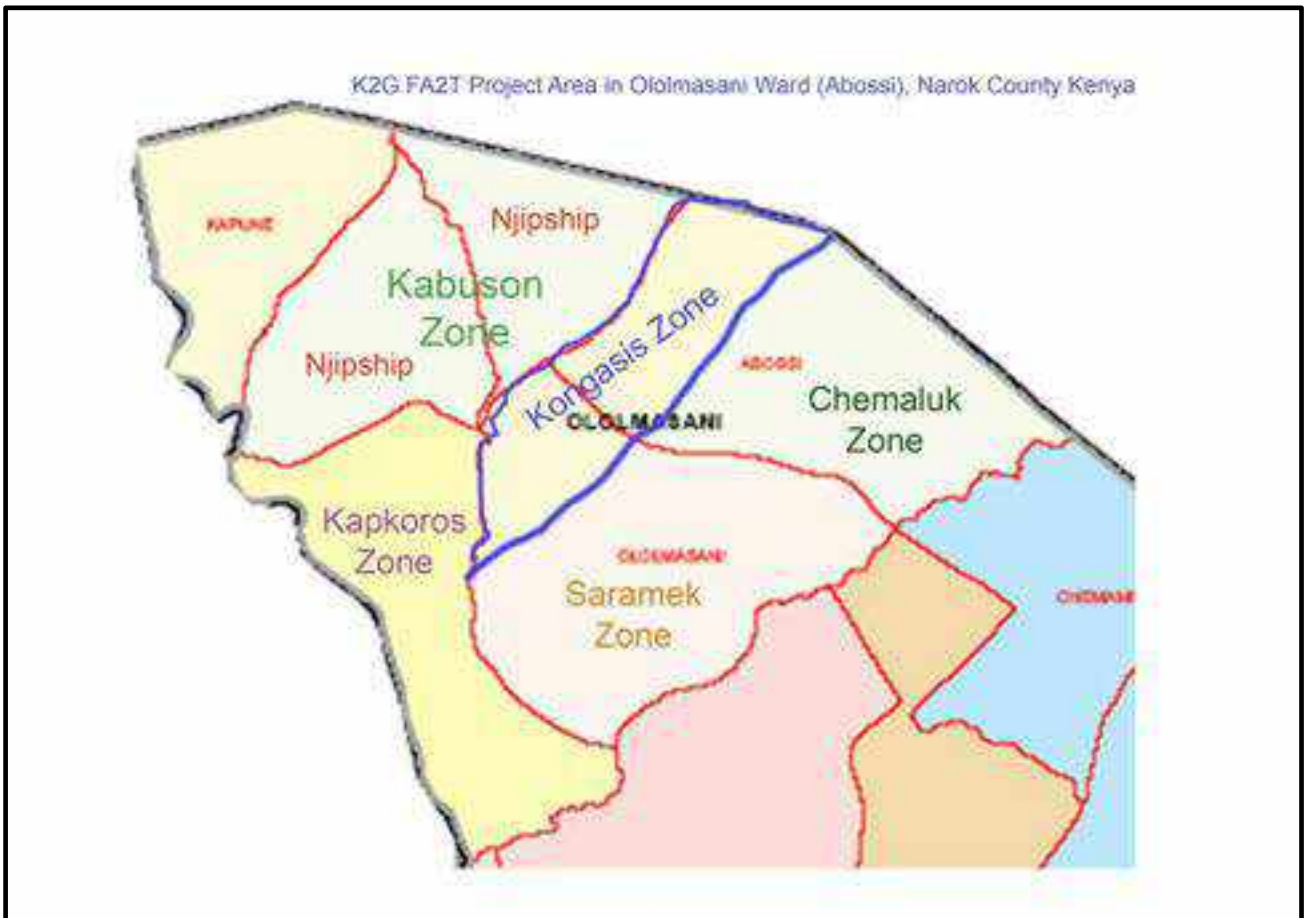 K2G FA2T Project Area in Ololmasani Ward (Abossi), Narok County Kenya
KAPUNE
Njipship
Kabuson
Zone
Njipship
Kongasis Zone
ABOSSI
Chemaluk
Zone
OLOLMASANI
Kapkoros
Zone
OLOLMASANI
Saramek
Zone